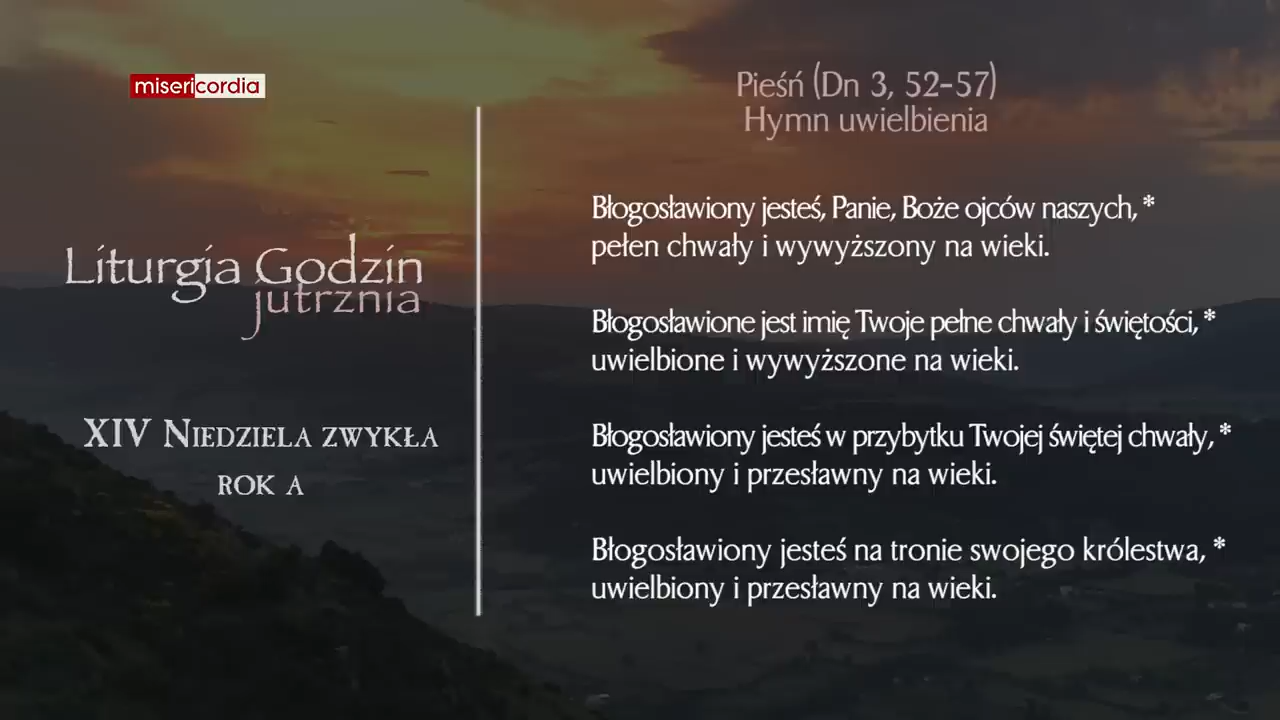 misericordia
Liturgia Godzin
jutrznia
XIV Niedziela zwykła
rok A
Pieśń (Dn 3, 52-57)
Hymn uwielbienia
Błogosławiony jesteś, Panie, Boże ojców naszych, *
pełen chwały i wywyższony na wieki.
Błogosławione jest imię Twoje pełne chwały i świętości, *
uwielbione i wywyższone na wieki.
Błogosławiony jesteś w przybytku Twojej świętej chwały, *
uwielbiony i przesławny na wieki.
Błogosławiony jesteś na tronie swojego królestwa, *
uwielbiony i przesławny na wieki.